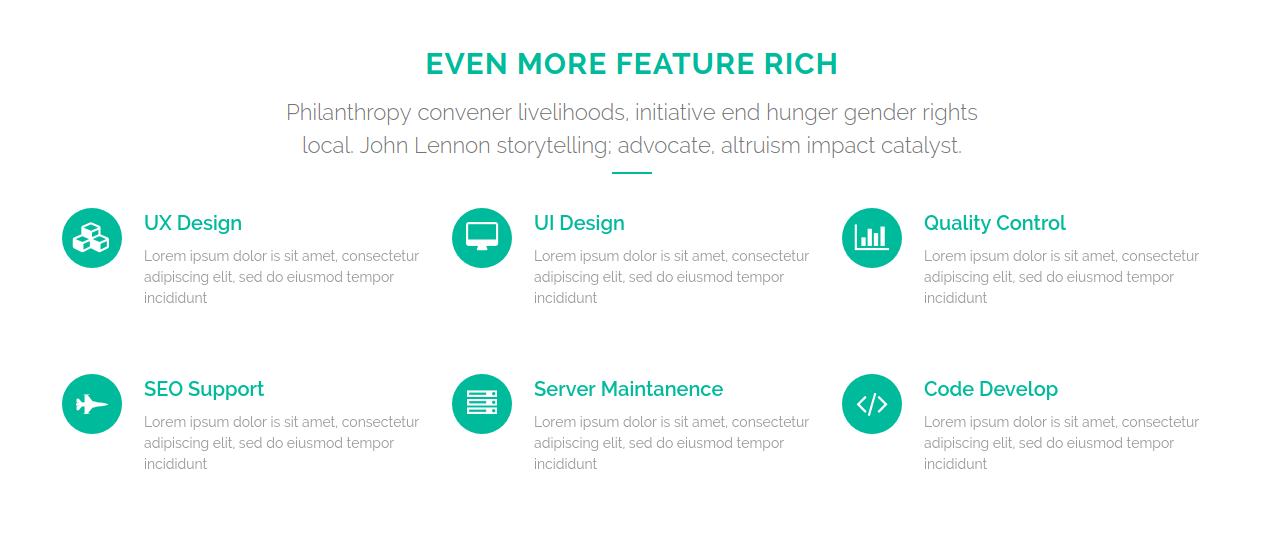 EVEN MORE FEATURE RICH
Philanthropy convener livelihoods, initiative end hunger gender rights
local. John Lennon storytelling; advocate, altruism impact catalyst.
UX Design
Lorem ipsum dolor is sit amet, consectetur
adipiscing elit, sed do eiusmod tempor
incididunt
UI Design
Lorem ipsum dolor is sit amet, consectetur
adipiscing elit, sed do eiusmod tempor
incididunt
Quality Control
Lorem ipsum dolor is sit amet, consectetur
adipiscing elit, sed do eiusmod tempor
incididunt
SEO Support
Lorem ipsum dolor is sit amet, consectetur
adipiscing elit, sed do eiusmod tempor
incididunt
Server Maintanence
Lorem ipsum dolor is sit amet, consectetur
adipiscing elit, sed do eiusmod tempor
incididunt
Code Develop
Lorem ipsum dolor is sit amet, consectetur
adipiscing elit, sed do eiusmod tempor
incididunt